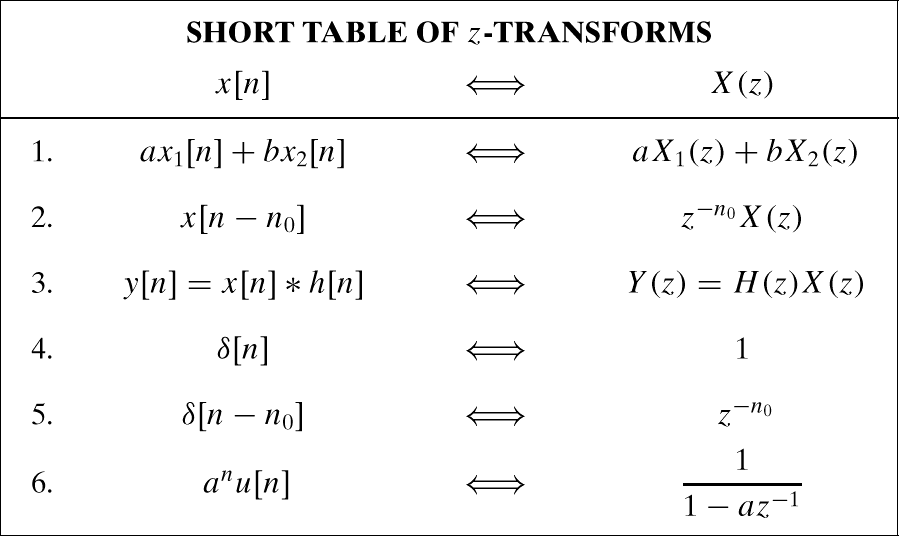 SHORT TABLE OF z-TRANSFORMS
x[n] ⟺ X(z)
1. ax₁[n] + bx₂[n] ⟺ aX₁(z) + bX₂(z)
2. x[n − n₀] ⟺ z^{−n₀}X(z)
3. y[n] = x[n] ∗ h[n] ⟺ Y(z) = H(z)X(z)
4. δ[n] ⟺ 1
5. δ[n − n₀] ⟺ z^{−n₀}
6. aⁿu[n] ⟺ 1/(1 − az⁻¹)